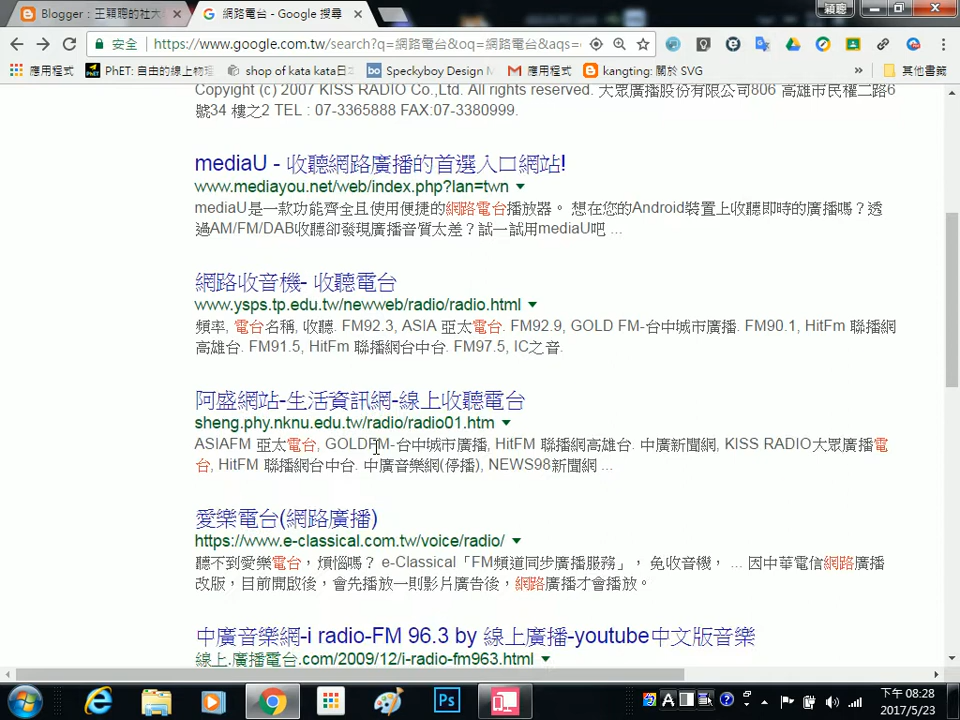 Blogger：王穎聰的社大
網路電台 - Google 搜尋
穎聰
安全
https://www.google.com.tw/search?q=網路電台&oq=網路電台&aqs=
應用程式
PhET: 自由的線上物理
shop of kata kata日
Speckyboy Design M
應用程式
kangting: 關於 SVG
»
其他書籤
Copyight (c) 2007 KISS RADIO Co.,Ltd. All rights reserved. 大眾廣播股份有限公司806 高雄市民權二路6
號34 樓之2 TEL : 07-3365888 FAX:07-3380999.
mediaU - 收聽網路廣播的首選入口網站!
www.mediayou.net/web/index.php?lan=twn
mediaU是一款功能齊全且使用便捷的網路電台播放器。 想在您的Android裝置上收聽即時的廣播嗎？透
過AM/FM/DAB收聽卻發現廣播音質太差？試一試用mediaU吧 ...
網路收音機- 收聽電台
www.ysps.tp.edu.tw/newweb/radio/radio.html
頻率, 電台名稱, 收聽. FM92.3, ASIA 亞太電台. FM92.9, GOLD FM-台中城市廣播. FM90.1, HitFm 聯播網
高雄台. FM91.5, HitFm 聯播網台中台. FM97.5, IC之音.
阿盛網站-生活資訊網-線上收聽電台
sheng.phy.nknu.edu.tw/radio/radio01.htm
ASIAFM 亞太電台, GOLDFM-台中城市廣播, HitFM 聯播網高雄台. 中廣新聞網, KISS RADIO大眾廣播電
台, HitFM 聯播網台中台. 中廣音樂網(停播), NEWS98新聞網 ...
愛樂電台(網路廣播)
https://www.e-classical.com.tw/voice/radio/
聽不到愛樂電台，煩惱嗎？ e-Classical「FM頻道同步廣播服務」， 免收音機， ... 因中華電信網路廣播
改版，目前開啟後，會先播放一則影片廣告後，網路廣播才會播放。
中廣音樂網-i radio-FM 96.3 by 線上廣播-youtube中文版音樂
線上.廣播電台.com/2009/12/i-radio-fm963.html
Ps
A
下午 08:28
2017/5/23